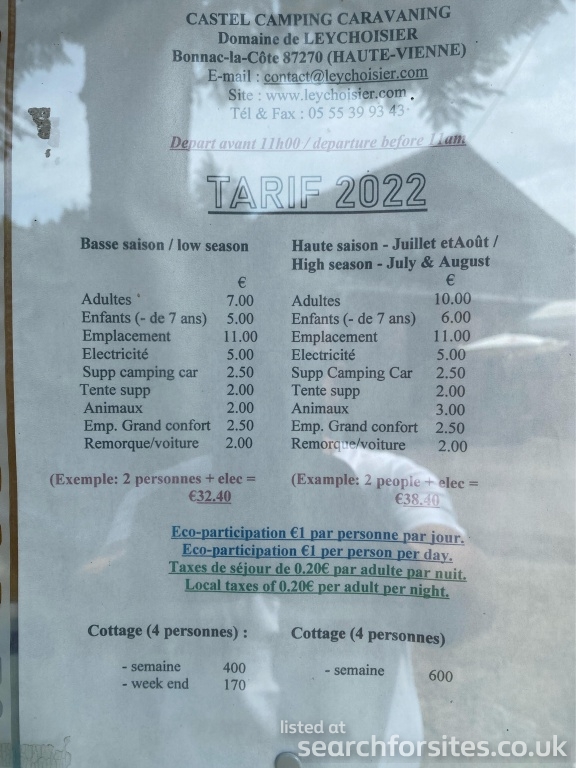 CASTEL CAMPING CARAVANING
Domaine de LEYCHOISIER
Bonnac-la-Côte 87270 (HAUTE-VIENNE)
E-mail : contact@leychoisier.com
Site : www.leychoisier.com
Tél & Fax : 05 55 39 93 43
Depart avant 11h00 / departure before 11am
TARIF 2022
Basse saison / low season
€
Adultes 7.00
Enfants (- de 7 ans) 5.00
Emplacement 11.00
Electricité 5.00
Supp camping car 2.50
Tente supp 2.00
Animaux 2.00
Emp. Grand confort 2.50
Remorque/voiture 2.00
(Exemple: 2 personnes + elec =
€32.40
Haute saison - Juillet etAoût /
High season - July & August
€
Adultes 10.00
Enfants (- de 7 ans) 6.00
Emplacement 11.00
Electricité 5.00
Supp Camping Car 2.50
Tente supp 2.00
Animaux 3.00
Emp. Grand confort 2.50
Remorque/voiture 2.00
(Example: 2 people + elec =
€38.40
Eco-participation €1 par personne par jour.
Eco-participation €1 per person per day.
Taxes de séjour de 0.20€ par adulte par nuit.
Local taxes of 0.20€ per adult per night.
Cottage (4 personnes) :
- semaine 400
- week end 170
Cottage (4 personnes)
- semaine 600
listed at
searchforsites.co.uk